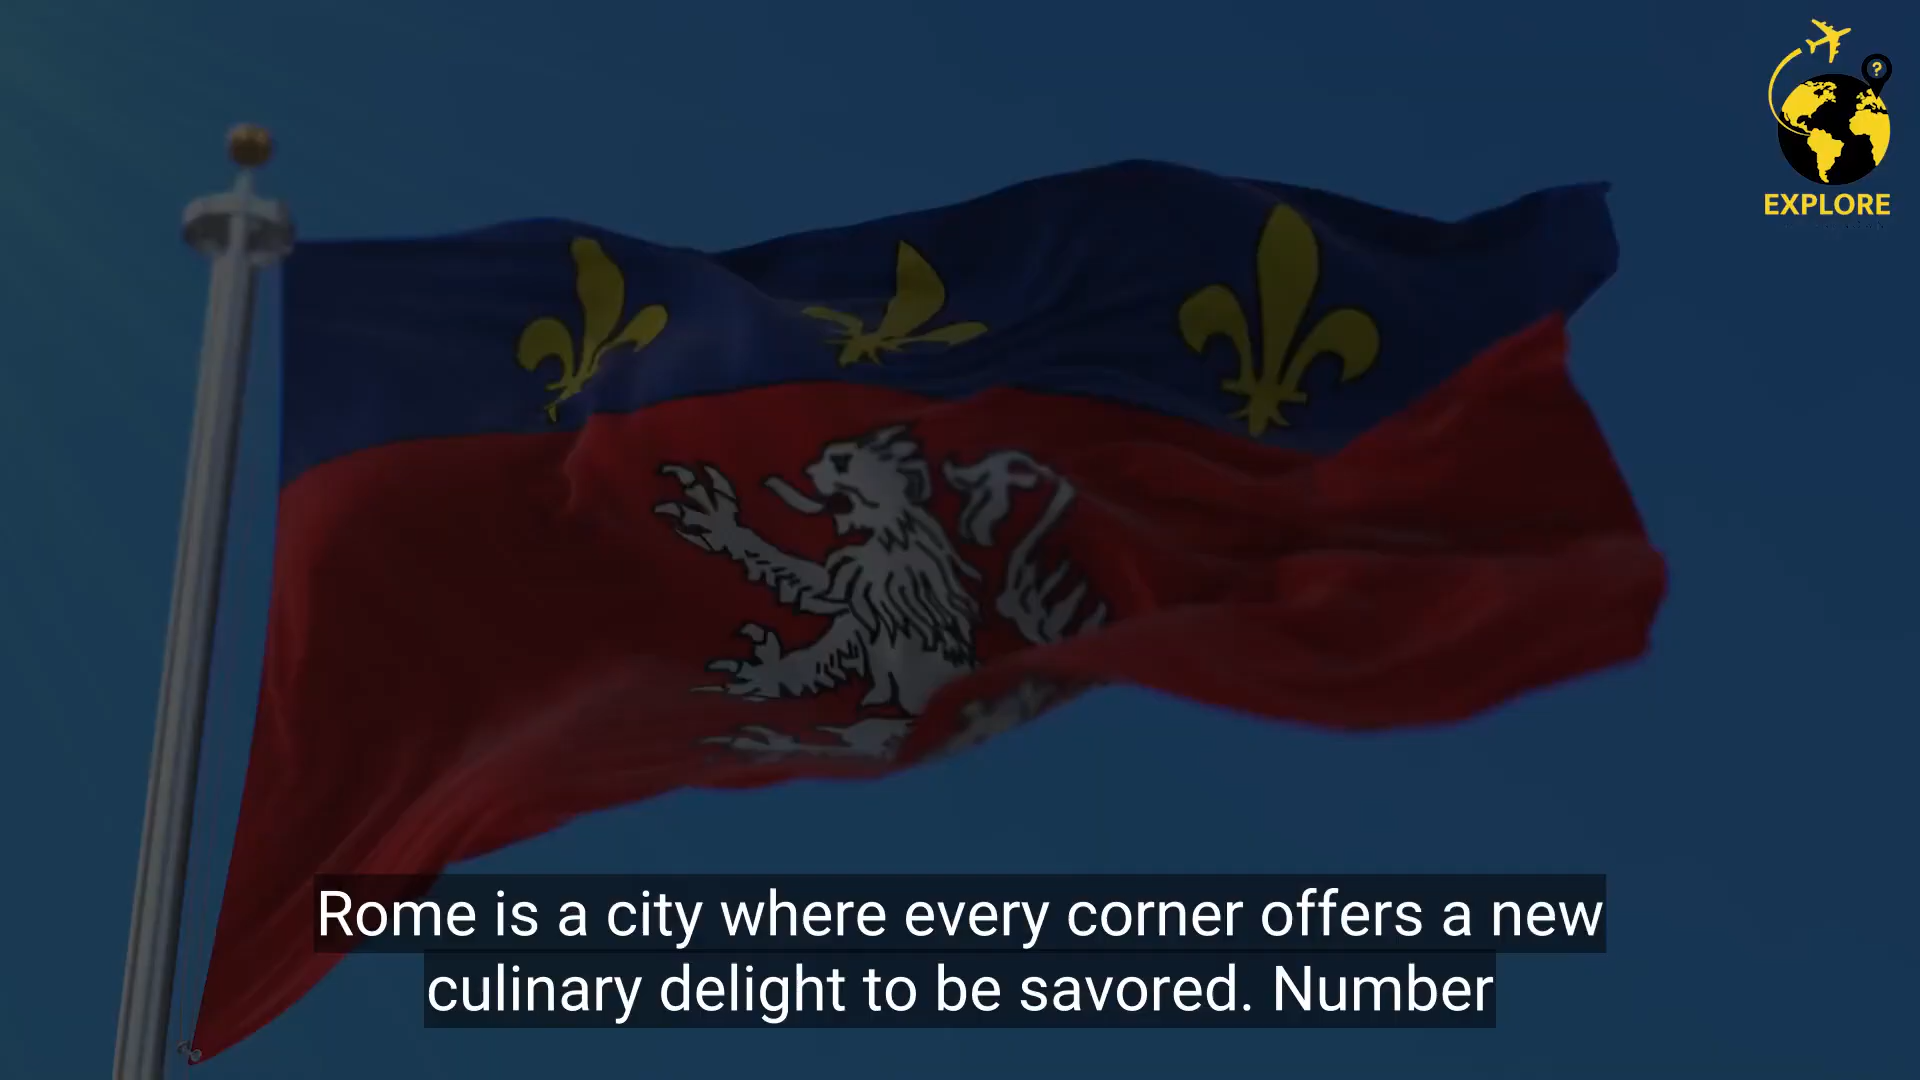 ?
EXPLORE
Rome is a city where every corner offers a new
culinary delight to be savored. Number